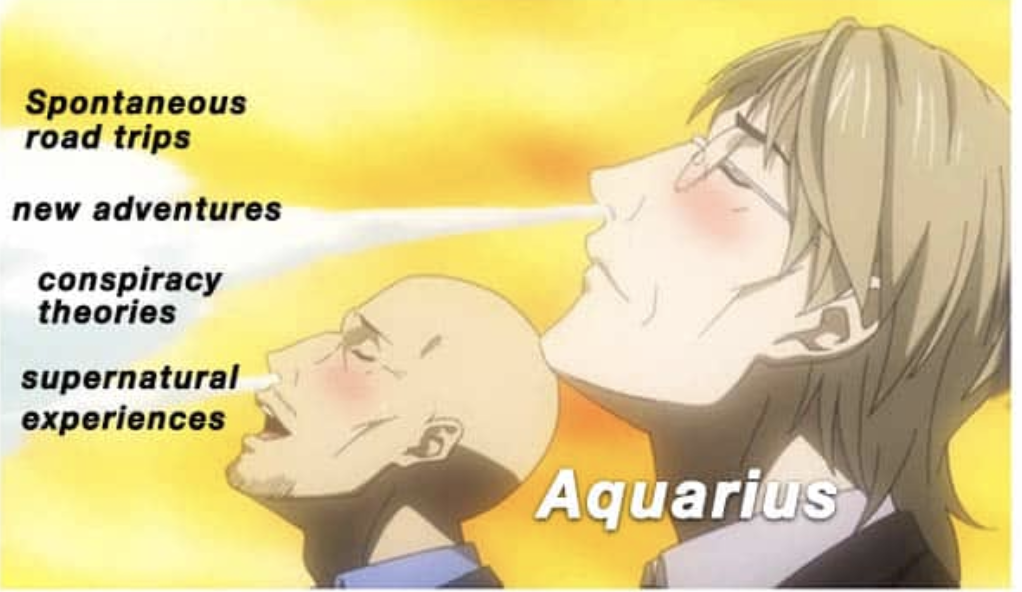 Spontaneous
road trips
new adventures
conspiracy
theories
supernatural
experiences
Aquarius